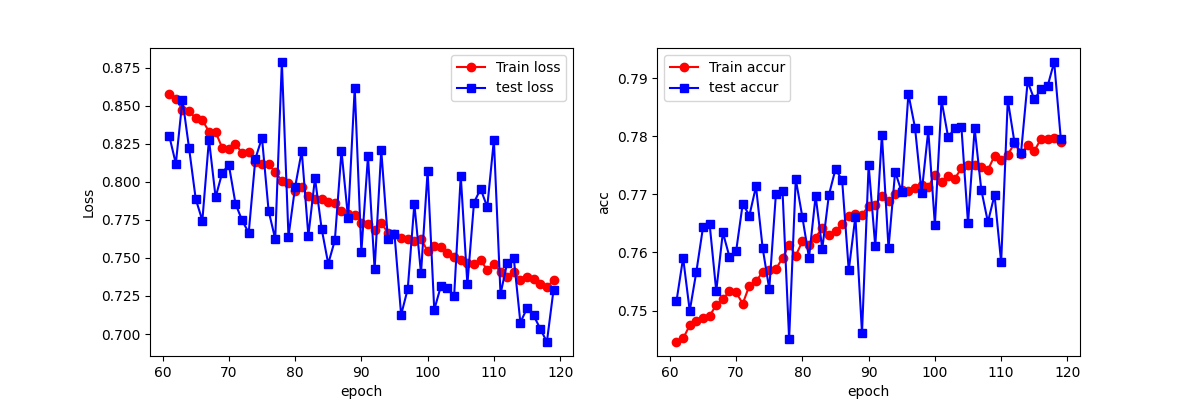 Train loss
test loss
0.875
0.850
0.825
0.800
0.775
0.750
0.725
0.700
Loss
60 70 80 90 100 110 120
epoch
Train accur
test accur
0.79
0.78
0.77
0.76
0.75
acc
60 70 80 90 100 110 120
epoch